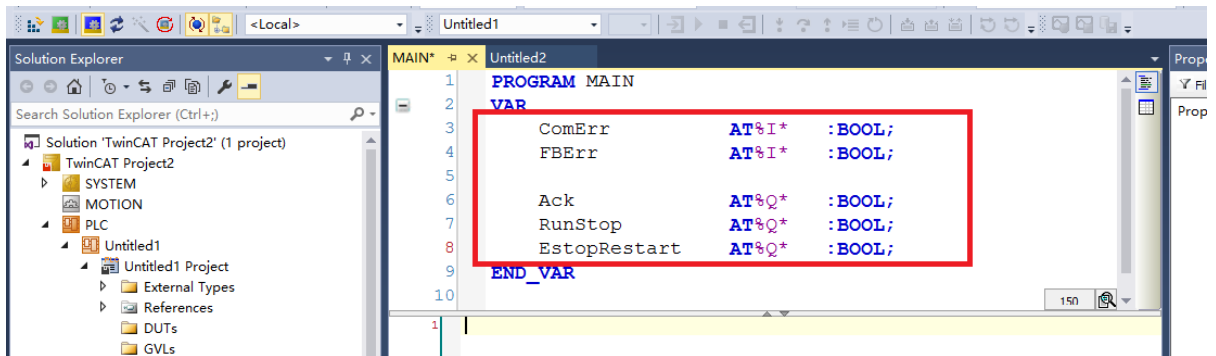 <Local>
Untitled1
Solution Explorer
Search Solution Explorer (Ctrl+;)
Solution 'TwinCAT Project2' (1 project)
TwinCAT Project2
SYSTEM
MOTION
PLC
Untitled1
Untitled1 Project
External Types
References
DUTs
GVLs
MAIN*
Untitled2
1 PROGRAM MAIN
2 VAR
3 ComErr AT%I* :BOOL;
4 FBErr AT%I* :BOOL;
5
6 Ack AT%Q* :BOOL;
7 RunStop AT%Q* :BOOL;
8 EstopRestart AT%Q* :BOOL;
9 END_VAR
10
150
1